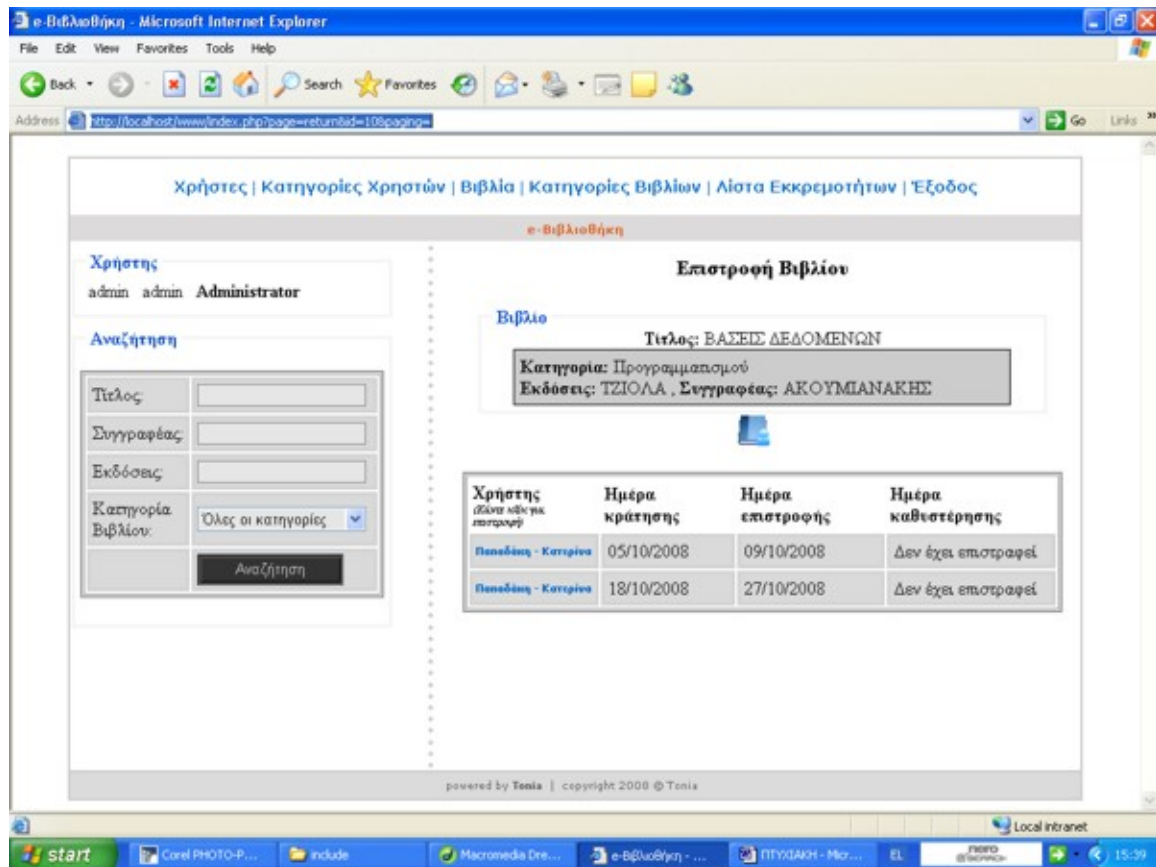 e-Βιβλιοθήκη - Microsoft Internet Explorer
File Edit View Favorites Tools Help
Back Search Favorites
Address http://localhost/www/index.php?page=return&id=10&paging= Go Links
Χρήστες | Κατηγορίες Χρηστών | Βιβλία | Κατηγορίες Βιβλίων | Λίστα Εκκρεμοτήτων | Έξοδος
e-Βιβλιοθήκη
Χρήστης
admin admin Administrator
Αναζήτηση
Τίτλος:
Συγγραφέας:
Εκδόσεις:
Κατηγορία Βιβλίου:
Όλες οι κατηγορίες
Αναζήτηση
Επιστροφή Βιβλίου
Βιβλίο
Τίτλος: ΒΑΣΕΙΣ ΔΕΔΟΜΕΝΩΝ
Κατηγορία: Προγραμματισμού
Εκδόσεις: ΤΖΙΟΛΑ , Συγγραφέας: ΑΚΟΥΜΙΑΝΑΚΗΣ
Χρήστης Ημέρα κράτησης Ημέρα επιστροφής Ημέρα καθυστέρησης
(Κάντε κλίκ για επιστροφή)
Παπαδάκη - Κατερίνα 05/10/2008 09/10/2008 Δεν έχει επιστραφεί
Παπαδάκη - Κατερίνα 18/10/2008 27/10/2008 Δεν έχει επιστραφεί
powered by Tonia | copyright 2008 @ Tonia
Local intranet
start Corel PHOTO-P... include Macromedia Dre... e-Βιβλιοθήκη - ... ΠΤΥΧΙΑΚΗ - Micr... EL nero 15:39